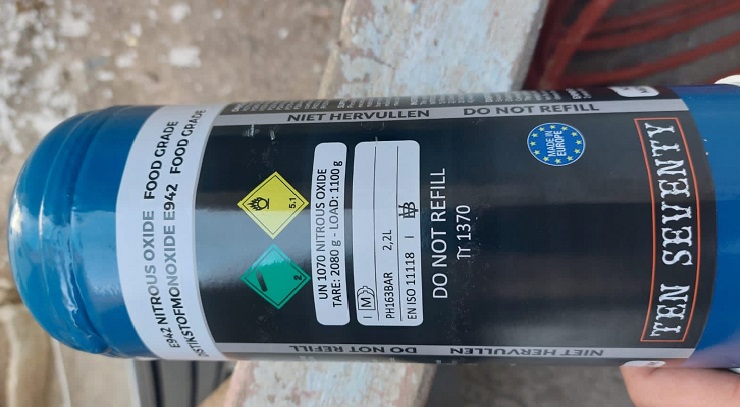 E942 NITROUS OXIDE FOOD GRADE
DISTIKSTOFMONOXIDE E942 FOOD GRADE
NIET HERVULLEN DO NOT REFILL
5.1
2
UN 1070 NITROUS OXIDE
TARE: 2080 g - LOAD: 1100 g
PH163BAR 2,2L
EN ISO 11118
DO NOT REFILL
1370
MADE IN
EUROPE
TEN SEVENTY
NIET HERVULLEN DO NOT REFILL